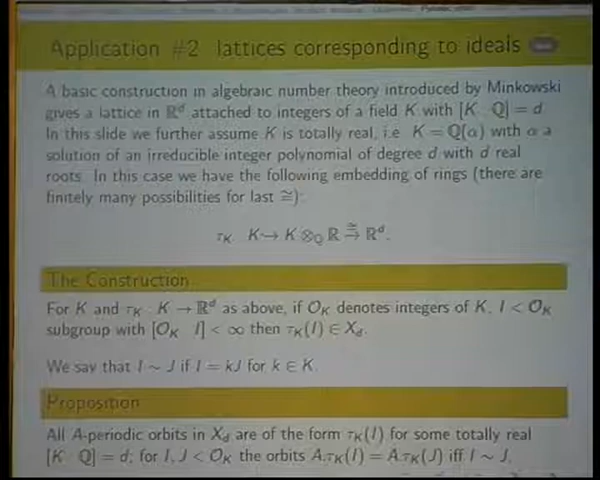 Application #2 lattices corresponding to ideals
A basic construction in algebraic number theory introduced by Minkowski
gives a lattice in ℝᵈ attached to integers of a field K with [K : ℚ] = d.
In this slide we further assume K is totally real, i.e. K = ℚ(α) with α a
solution of an irreducible integer polynomial of degree d with d real
roots. In this case we have the following embedding of rings (there are
finitely many possibilities for last ≅):
τ_K : K ↪ K ⊗_ℚ ℝ ≅→ ℝᵈ.
The Construction
For K and τ_K : K → ℝᵈ as above, if O_K denotes integers of K, I < O_K
subgroup with [O_K : I] < ∞ then τ_K(I) ∈ X_d.
We say that I ∼ J if I = kJ for k ∈ K.
Proposition
All A-periodic orbits in X_d are of the form τ_K(I) for some totally real
[K : ℚ] = d; for I, J < O_K the orbits A.τ_K(I) = A.τ_K(J) iff I ∼ J.